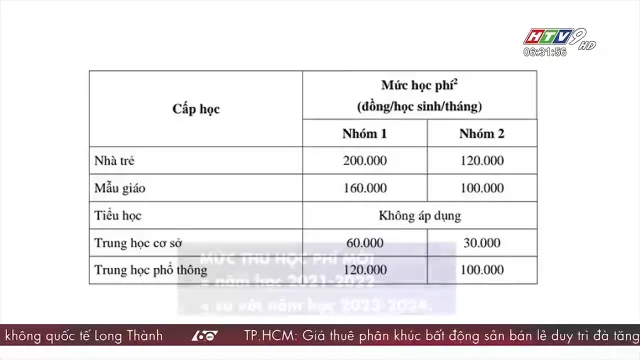 HTV9 HD
06:31:56
Cấp học
Mức học phí²
(đồng/học sinh/tháng)
Nhóm 1 Nhóm 2
Nhà trẻ 200.000 120.000
Mẫu giáo 160.000 100.000
Tiểu học Không áp dụng
Trung học cơ sở 60.000 30.000
Trung học phổ thông 120.000 100.000
MỨC THU HỌC PHÍ MỚI
= năm học 2021-2022
so với năm học 2023-2024.
không quốc tế Long Thành 60 TP.HCM: Giá thuê phân khúc bất động sản bán lẻ duy trì đà tăng